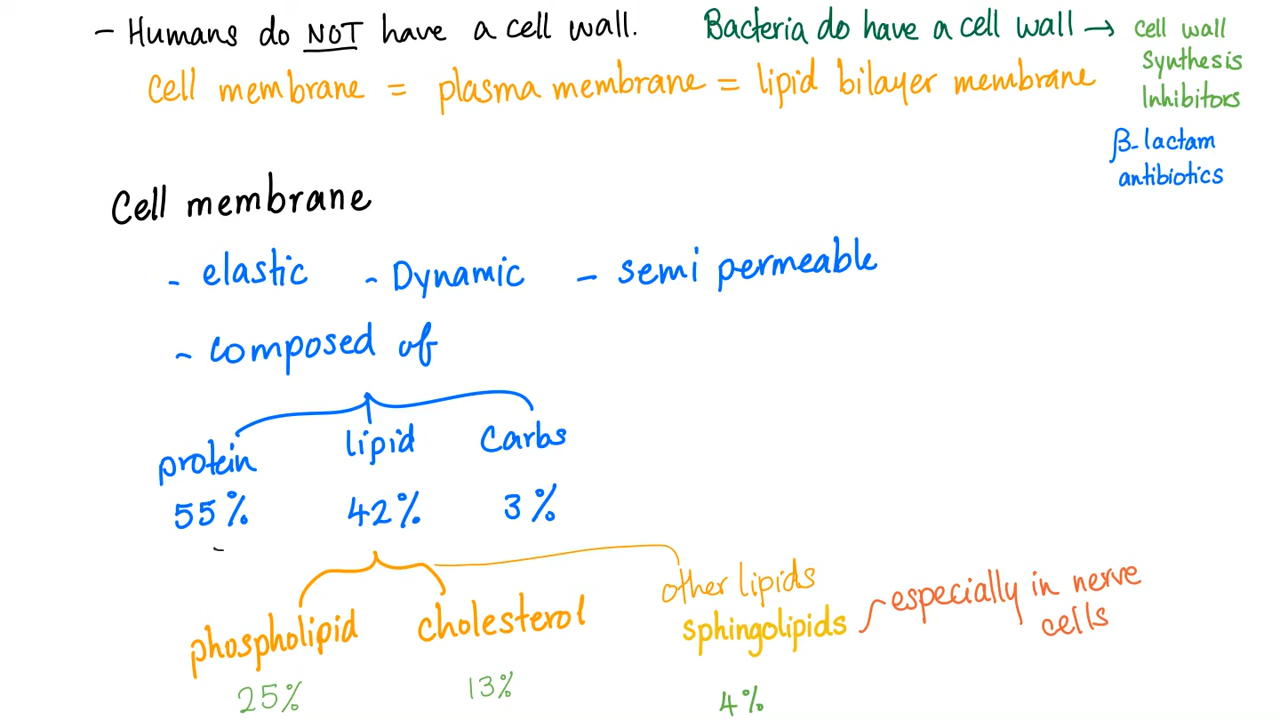 - Humans do NOT have a cell wall. Bacteria do have a cell wall → cell wall
Synthesis
Inhibitors
Cell membrane = plasma membrane = lipid bilayer membrane
β-lactam
antibiotics
Cell membrane
- elastic - Dynamic - semi permeable
- composed of
protein lipid Carbs
55% 42% 3%
phospholipid cholesterol other lipids
sphingolipids especially in nerve
cells
25% 13% 4%